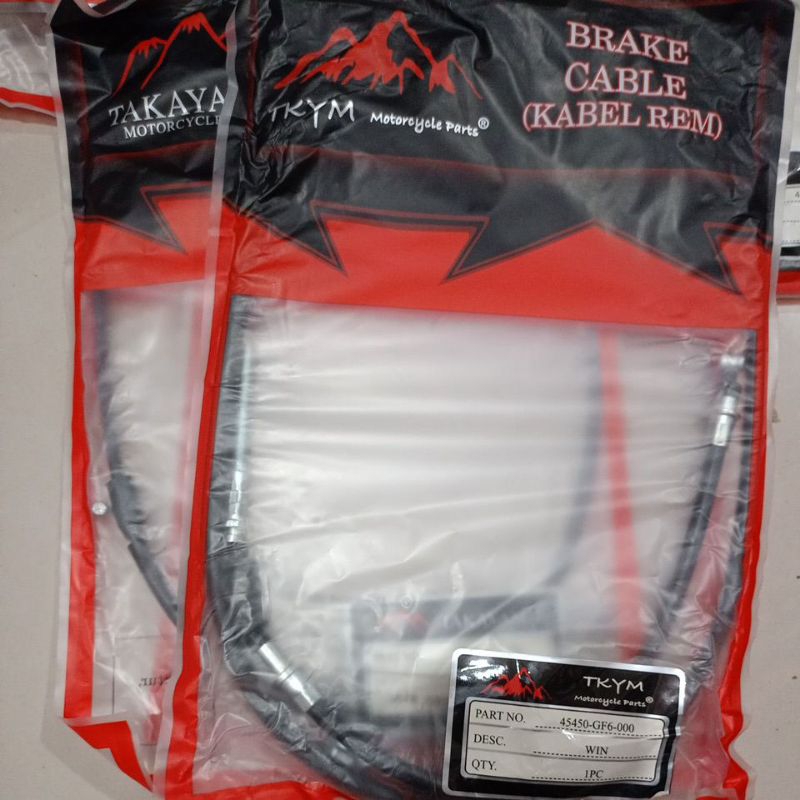 TAKAYA
MOTORCYCLE
TKYM Motorcycle Parts®
BRAKE
CABLE
(KABEL REM)
TKYM
Motorcycle Parts®
PART NO. 45450-GF6-000
DESC. WIN
QTY. 1PC